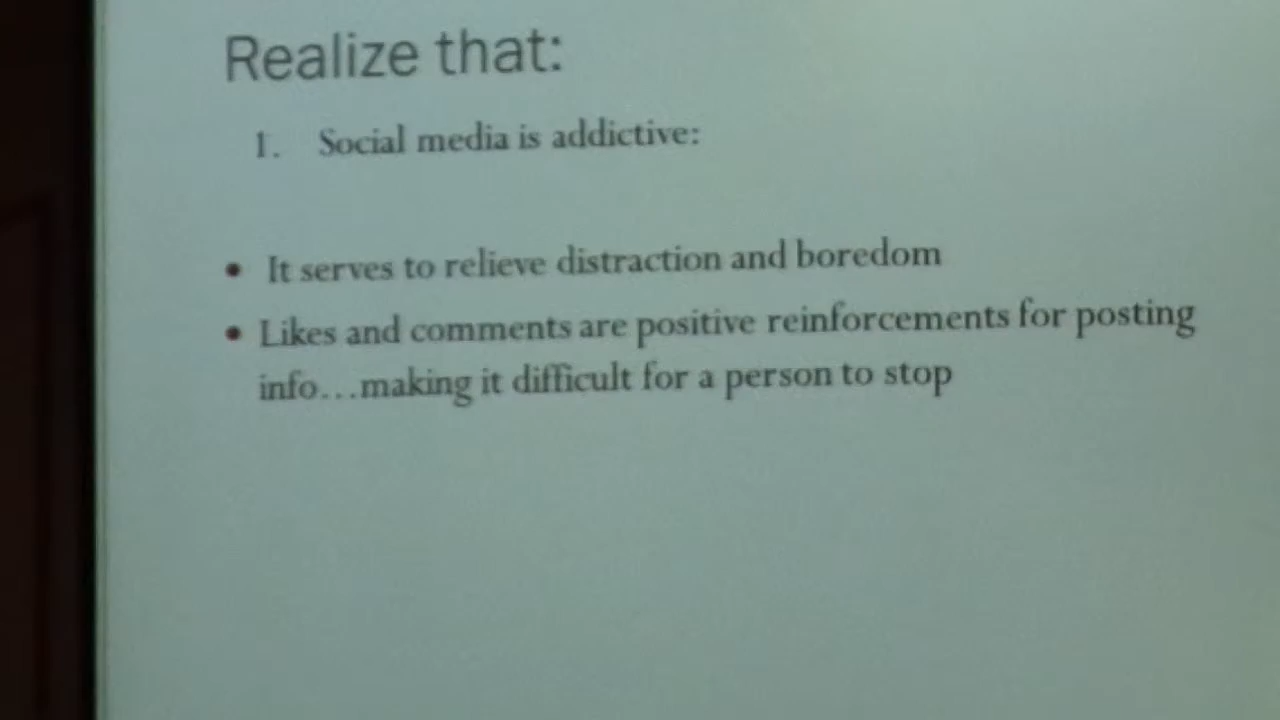 Realize that:
1. Social media is addictive:
• It serves to relieve distraction and boredom
• Likes and comments are positive reinforcements for posting
info...making it difficult for a person to stop